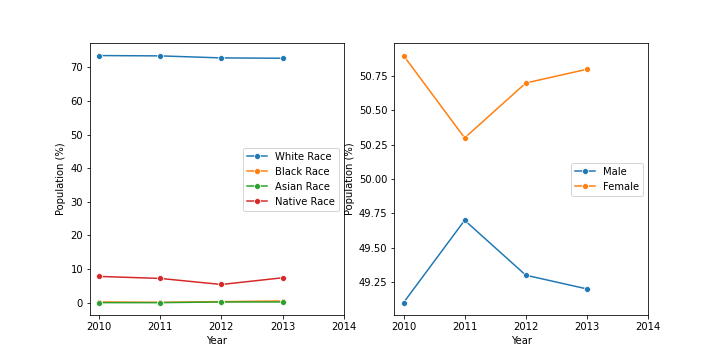 Population (%)
70
60
50
40
30
20
10
0
2010 2011 2012 2013 2014
Year
White Race
Black Race
Asian Race
Native Race
Population (%)
50.75
50.50
50.25
50.00
49.75
49.50
49.25
2010 2011 2012 2013 2014
Year
Male
Female